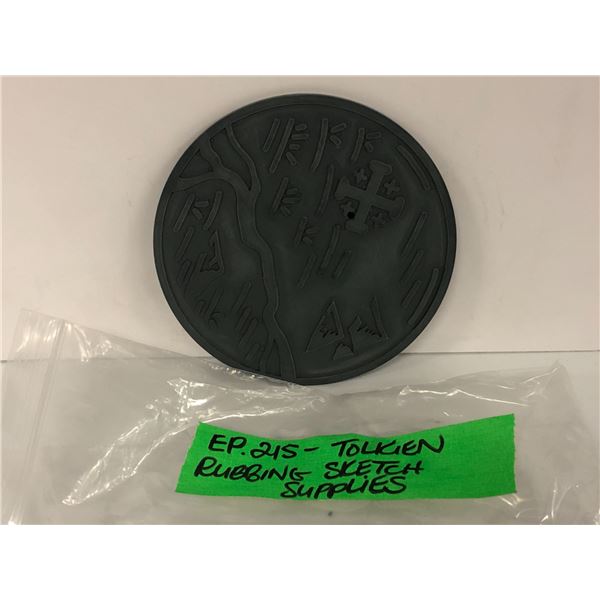 EP. 215 - TOLKIEN
RUBBING SKETCH
SUPPLIES